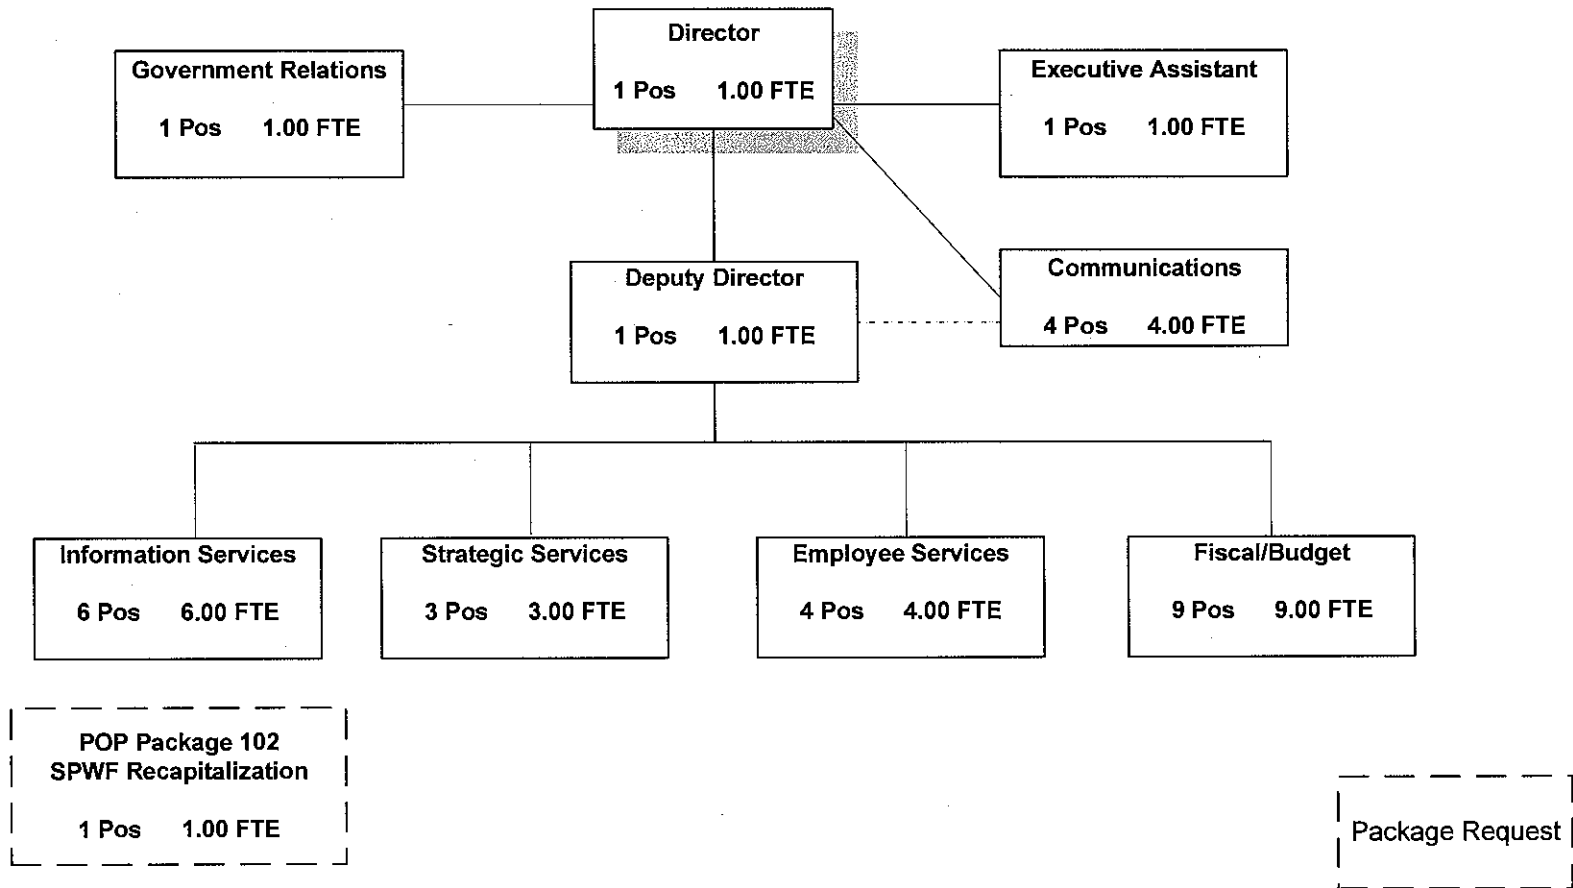 Director
1 Pos 1.00 FTE
Government Relations
1 Pos 1.00 FTE
Executive Assistant
1 Pos 1.00 FTE
Communications
4 Pos 4.00 FTE
Deputy Director
1 Pos 1.00 FTE
Information Services
6 Pos 6.00 FTE
Strategic Services
3 Pos 3.00 FTE
Employee Services
4 Pos 4.00 FTE
Fiscal/Budget
9 Pos 9.00 FTE
POP Package 102
SPWF Recapitalization
1 Pos 1.00 FTE
Package Request